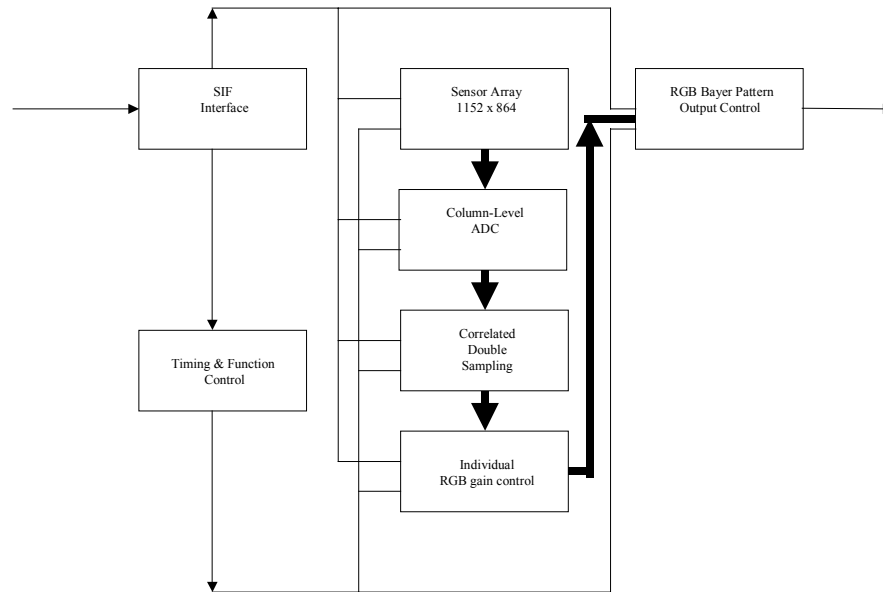 SIF
Interface
Sensor Array
1152 x 864
RGB Bayer Pattern
Output Control
Column-Level
ADC
Correlated
Double
Sampling
Timing & Function
Control
Individual
RGB gain control